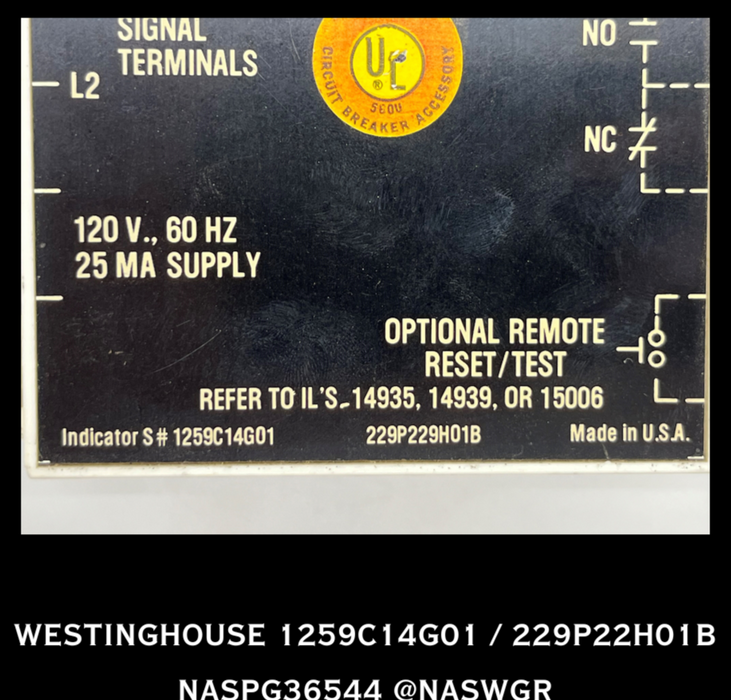 SIGNAL
TERMINALS
L2
UL
®
5E0U
CIRCUIT BREAKER ACCESSORY
NO
NC
120 V., 60 HZ
25 MA SUPPLY
OPTIONAL REMOTE
RESET/TEST
REFER TO IL'S-14935, 14939, OR 15006
Indicator S# 1259C14G01 229P229H01B Made in U.S.A.
WESTINGHOUSE 1259C14G01 / 229P22H01B
NASPG36544 @NASWGR